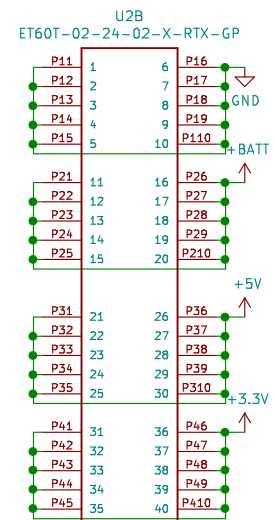 U2B
ET60T-02-24-02-X-RTX-GP
P11 1 6 P16
P12 2 7 P17
GND
P13 3 8 P18
P14 4 9 P19
P15 5 10 P110
+BATT
P21 11 16 P26
P22 12 17 P27
P23 13 18 P28
P24 14 19 P29
P25 15 20 P210
+5V
P31 21 26 P36
P32 22 27 P37
P33 23 28 P38
P34 24 29 P39
P35 25 30 P310
+3.3V
P41 31 36 P46
P42 32 37 P47
P43 33 38 P48
P44 34 39 P49
P45 35 40 P410